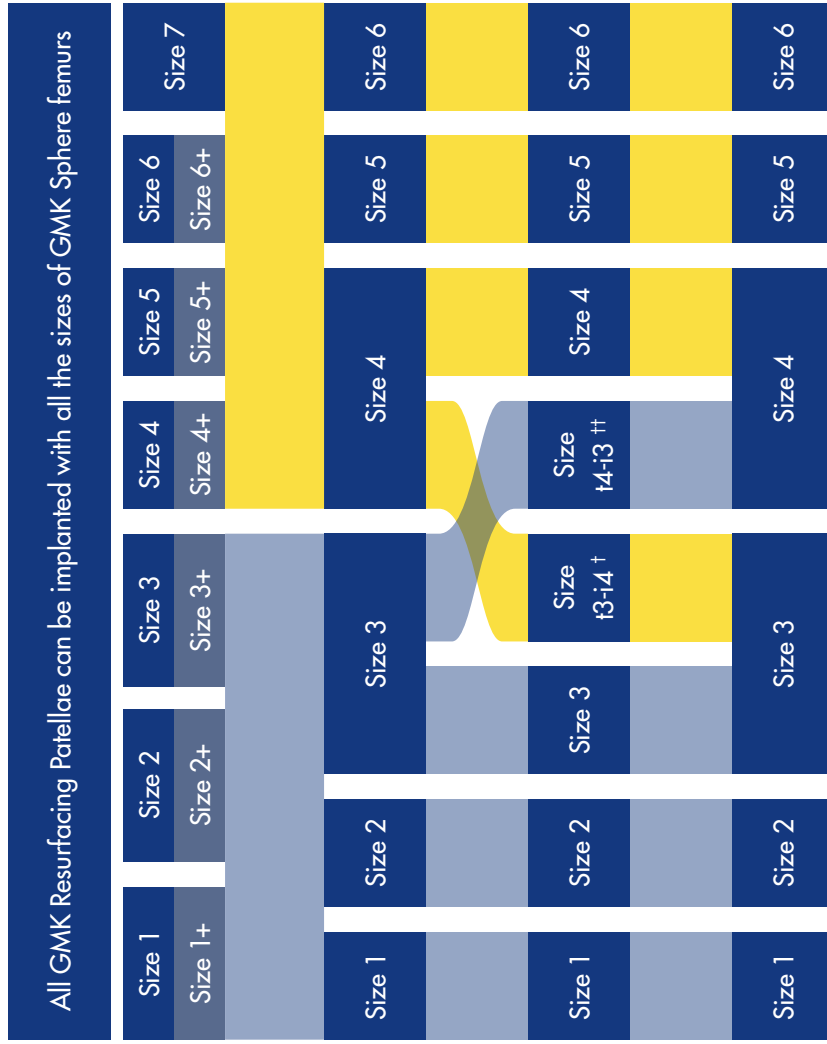 All GMK Resurfacing Patellae can be implanted with all the sizes of GMK Sphere femurs
Size 1
Size 2
Size 3
Size 4
Size 5
Size 6
Size 7
Size 1+
Size 2+
Size 3+
Size 4+
Size 5+
Size 6+
Size 1
Size 2
Size 3
Size 4
Size 5
Size 6
Size 1
Size 2
Size 3
Size
t3-i4 †
Size
t4-i3 ††
Size 4
Size 5
Size 6
Size 1
Size 2
Size 3
Size 4
Size 5
Size 6